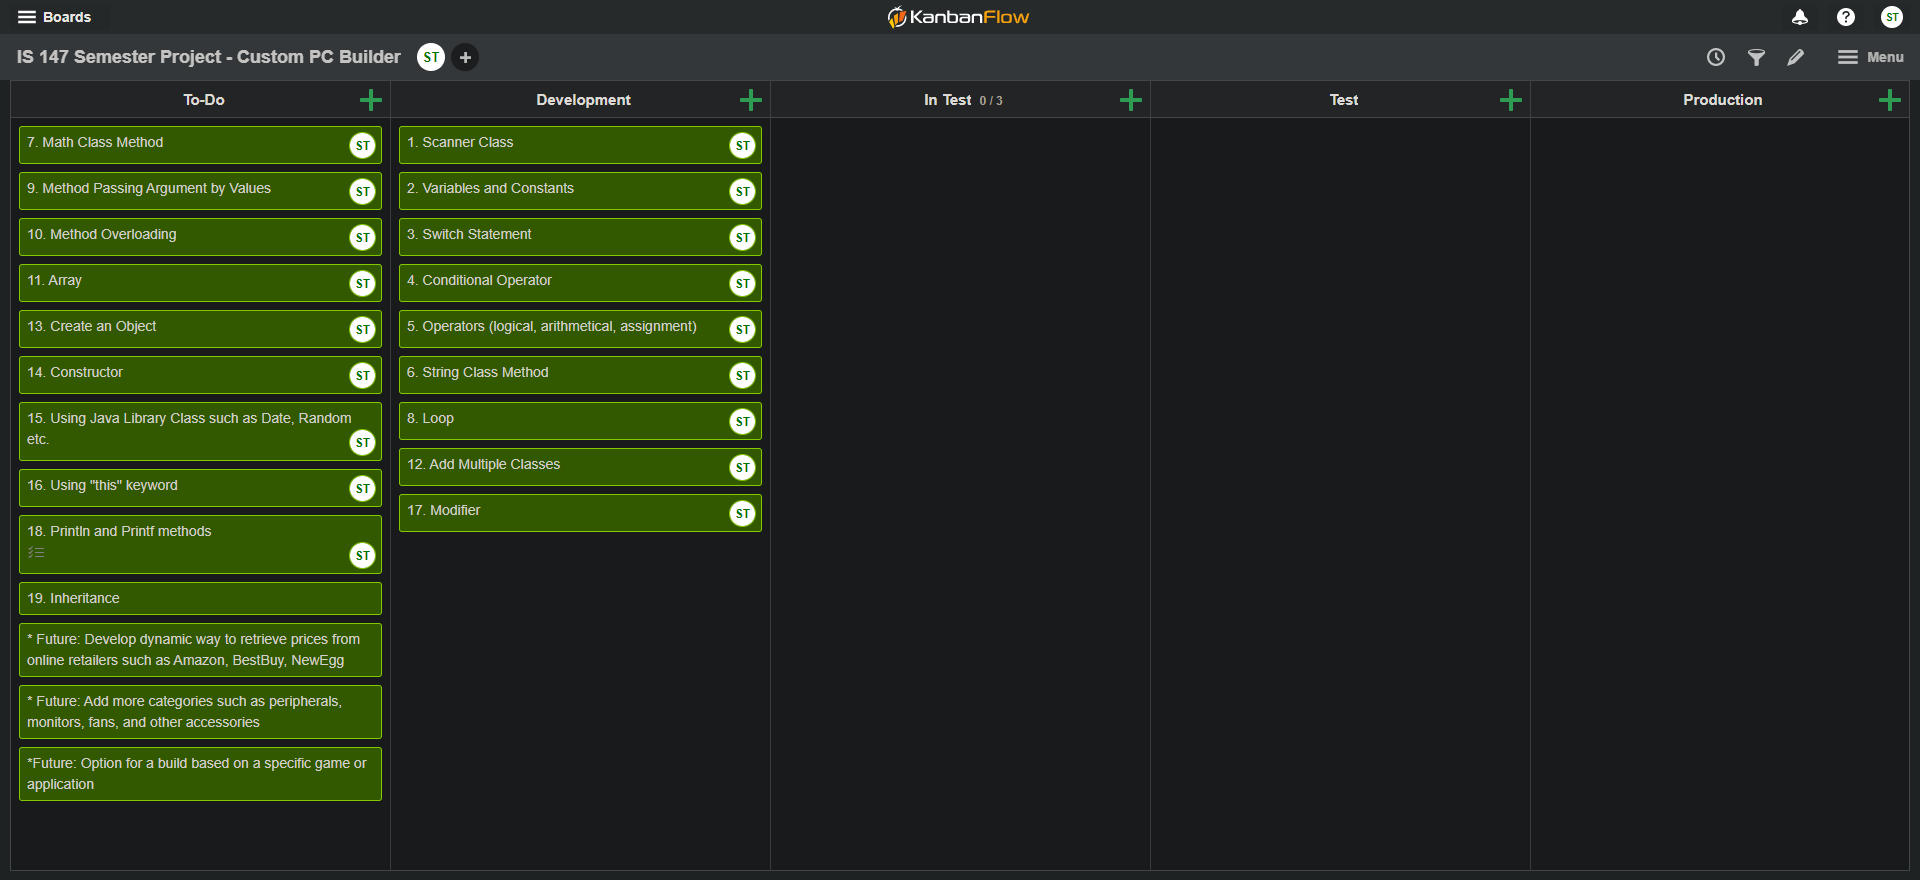 Boards
KanbanFlow
ST
IS 147 Semester Project - Custom PC Builder
ST
Menu
To-Do
7. Math Class Method
ST
9. Method Passing Argument by Values
ST
10. Method Overloading
ST
11. Array
ST
13. Create an Object
ST
14. Constructor
ST
15. Using Java Library Class such as Date, Random
etc.
ST
16. Using "this" keyword
ST
18. Println and Printf methods
ST
19. Inheritance
* Future: Develop dynamic way to retrieve prices from
online retailers such as Amazon, BestBuy, NewEgg
* Future: Add more categories such as peripherals,
monitors, fans, and other accessories
*Future: Option for a build based on a specific game or
application
Development
1. Scanner Class
ST
2. Variables and Constants
ST
3. Switch Statement
ST
4. Conditional Operator
ST
5. Operators (logical, arithmetical, assignment)
ST
6. String Class Method
ST
8. Loop
ST
12. Add Multiple Classes
ST
17. Modifier
ST
In Test 0 / 3
Test
Production